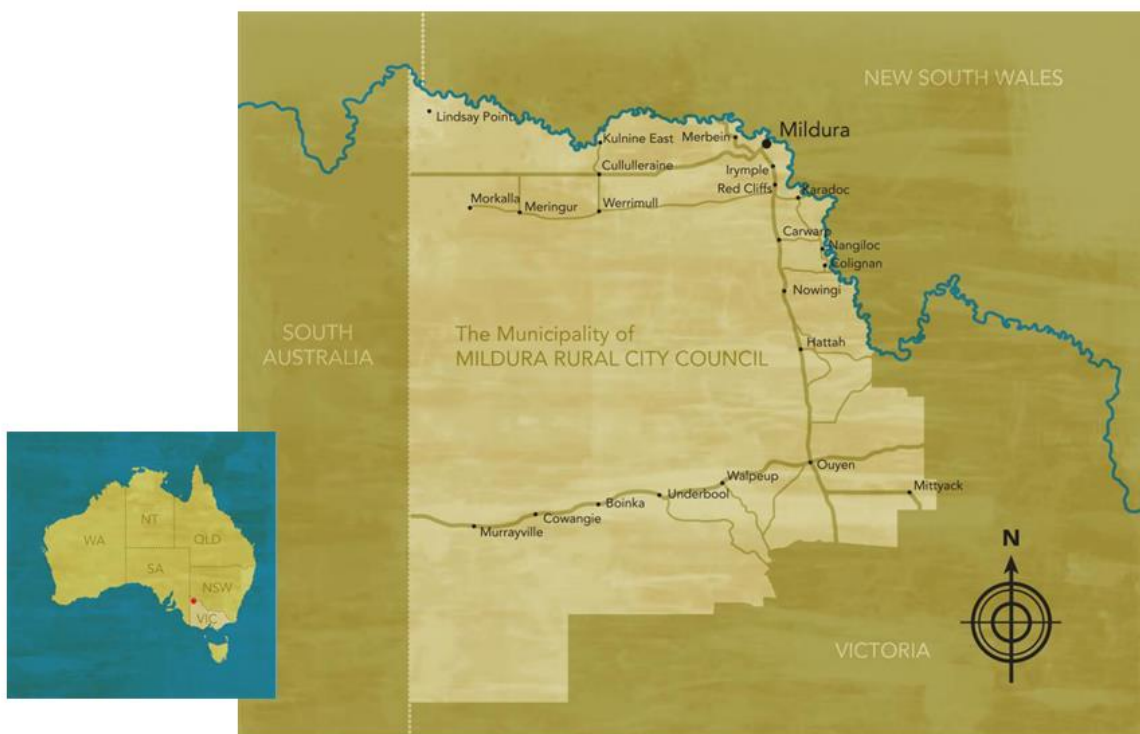 NEW SOUTH WALES
Lindsay Point
Kulnine East
Merbein
Mildura
Cullulleraine
Irymple
Red Cliffs
Karadoc
Morkalla
Meringur
Werrimull
Carwarp
Nangiloc
Colignan
Nowingi
SOUTH
AUSTRALIA
The Municipality of
MILDURA RURAL CITY COUNCIL
Hattah
Ouyen
Walpeup
Mittyack
Underbool
Boinka
Cowangie
Murrayville
N
VICTORIA
NT
WA
QLD
SA
NSW
VIC